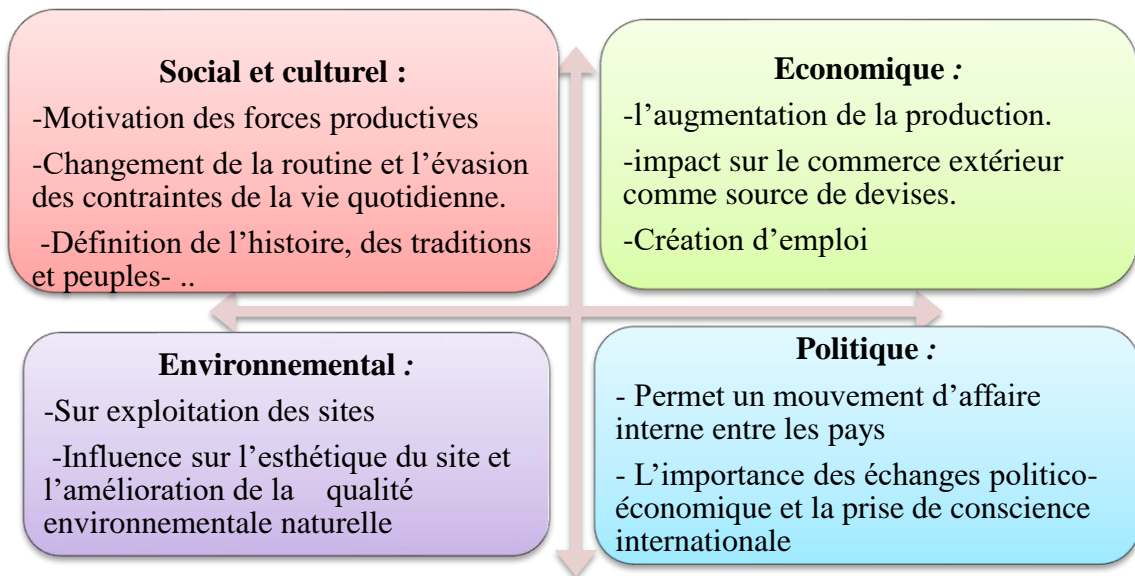 Social et culturel :
-Motivation des forces productives
-Changement de la routine et l’évasion
des contraintes de la vie quotidienne.
-Définition de l’histoire, des traditions
et peuples- ..
Economique :
-l’augmentation de la production.
-impact sur le commerce extérieur
comme source de devises.
-Création d’emploi
Environnemental :
-Sur exploitation des sites
-Influence sur l’esthétique du site et
l’amélioration de la qualité
environnementale naturelle
Politique :
- Permet un mouvement d’affaire
interne entre les pays
- L’importance des échanges politico-
économique et la prise de conscience
internationale